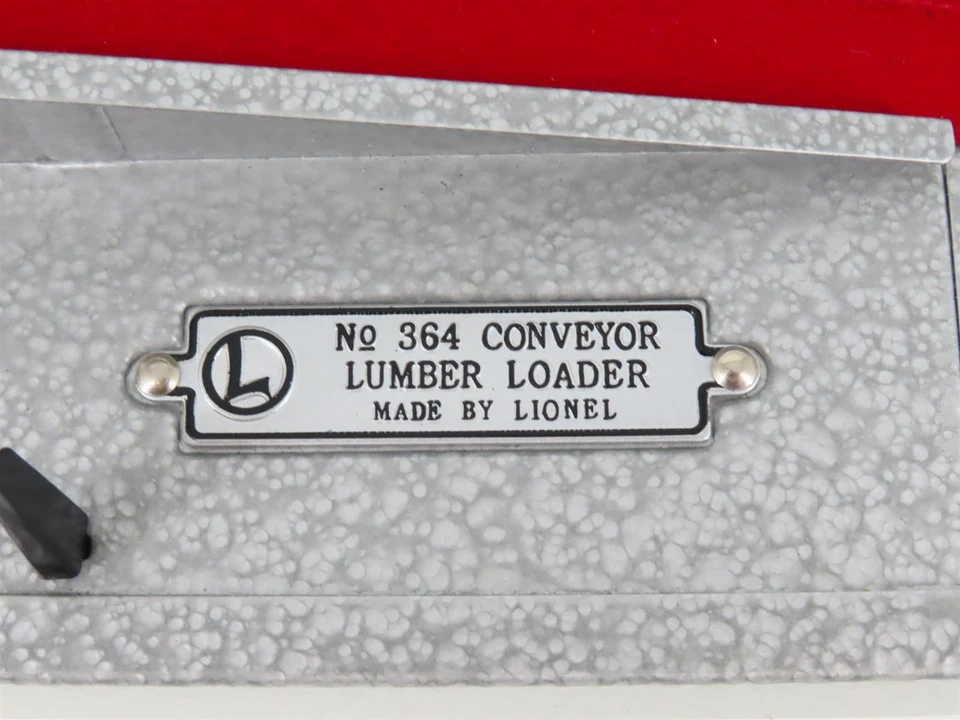 L
Nº 364 CONVEYOR
LUMBER LOADER
MADE BY LIONEL